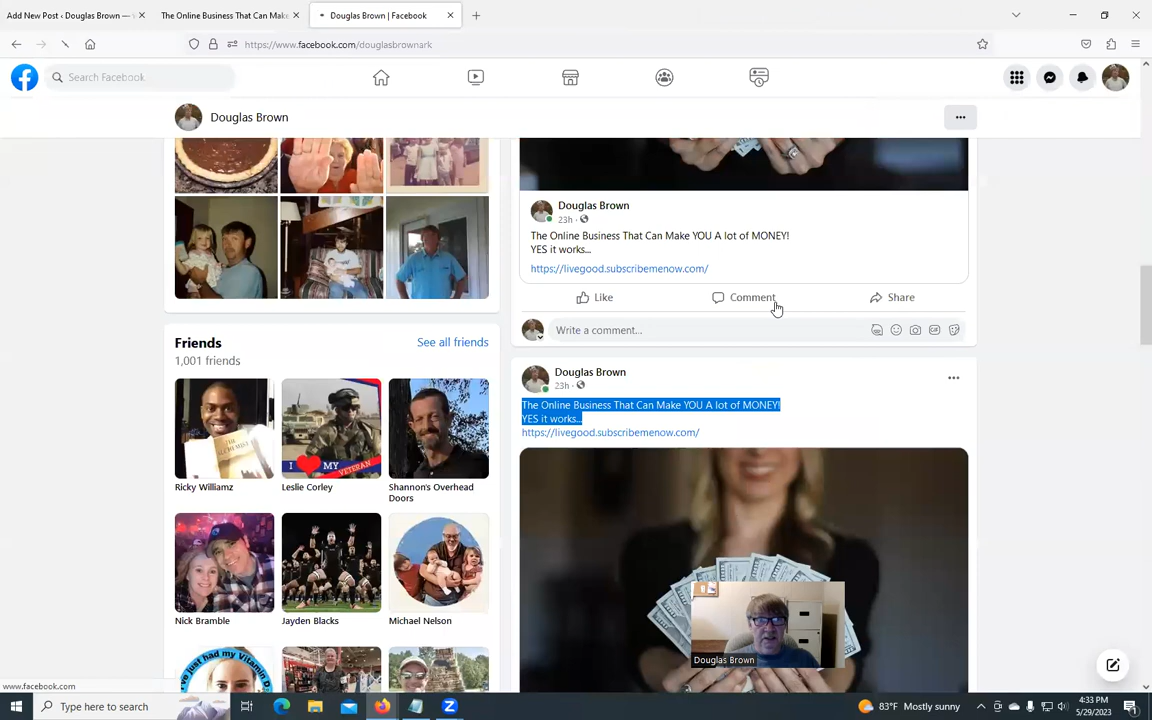 Add New Post ‹ Douglas Brown —
The Online Business That Can Make
Douglas Brown | Facebook
https://www.facebook.com/douglasbrownark
Search Facebook
Douglas Brown
Douglas Brown
23h
The Online Business That Can Make YOU A lot of MONEY!
YES it works...
https://livegood.subscribemenow.com/
Like
Comment
Share
Write a comment...
Friends
See all friends
1,001 friends
I ❤ MY
VETERAN
Ricky Williamz
Leslie Corley
Shannon's Overhead
Doors
Nick Bramble
Jayden Blacks
Michael Nelson
Douglas Brown
23h
The Online Business That Can Make YOU A lot of MONEY!
YES it works...
https://livegood.subscribemenow.com/
Douglas Brown
www.facebook.com
Type here to search
83°F Mostly sunny
4:33 PM
5/29/2023